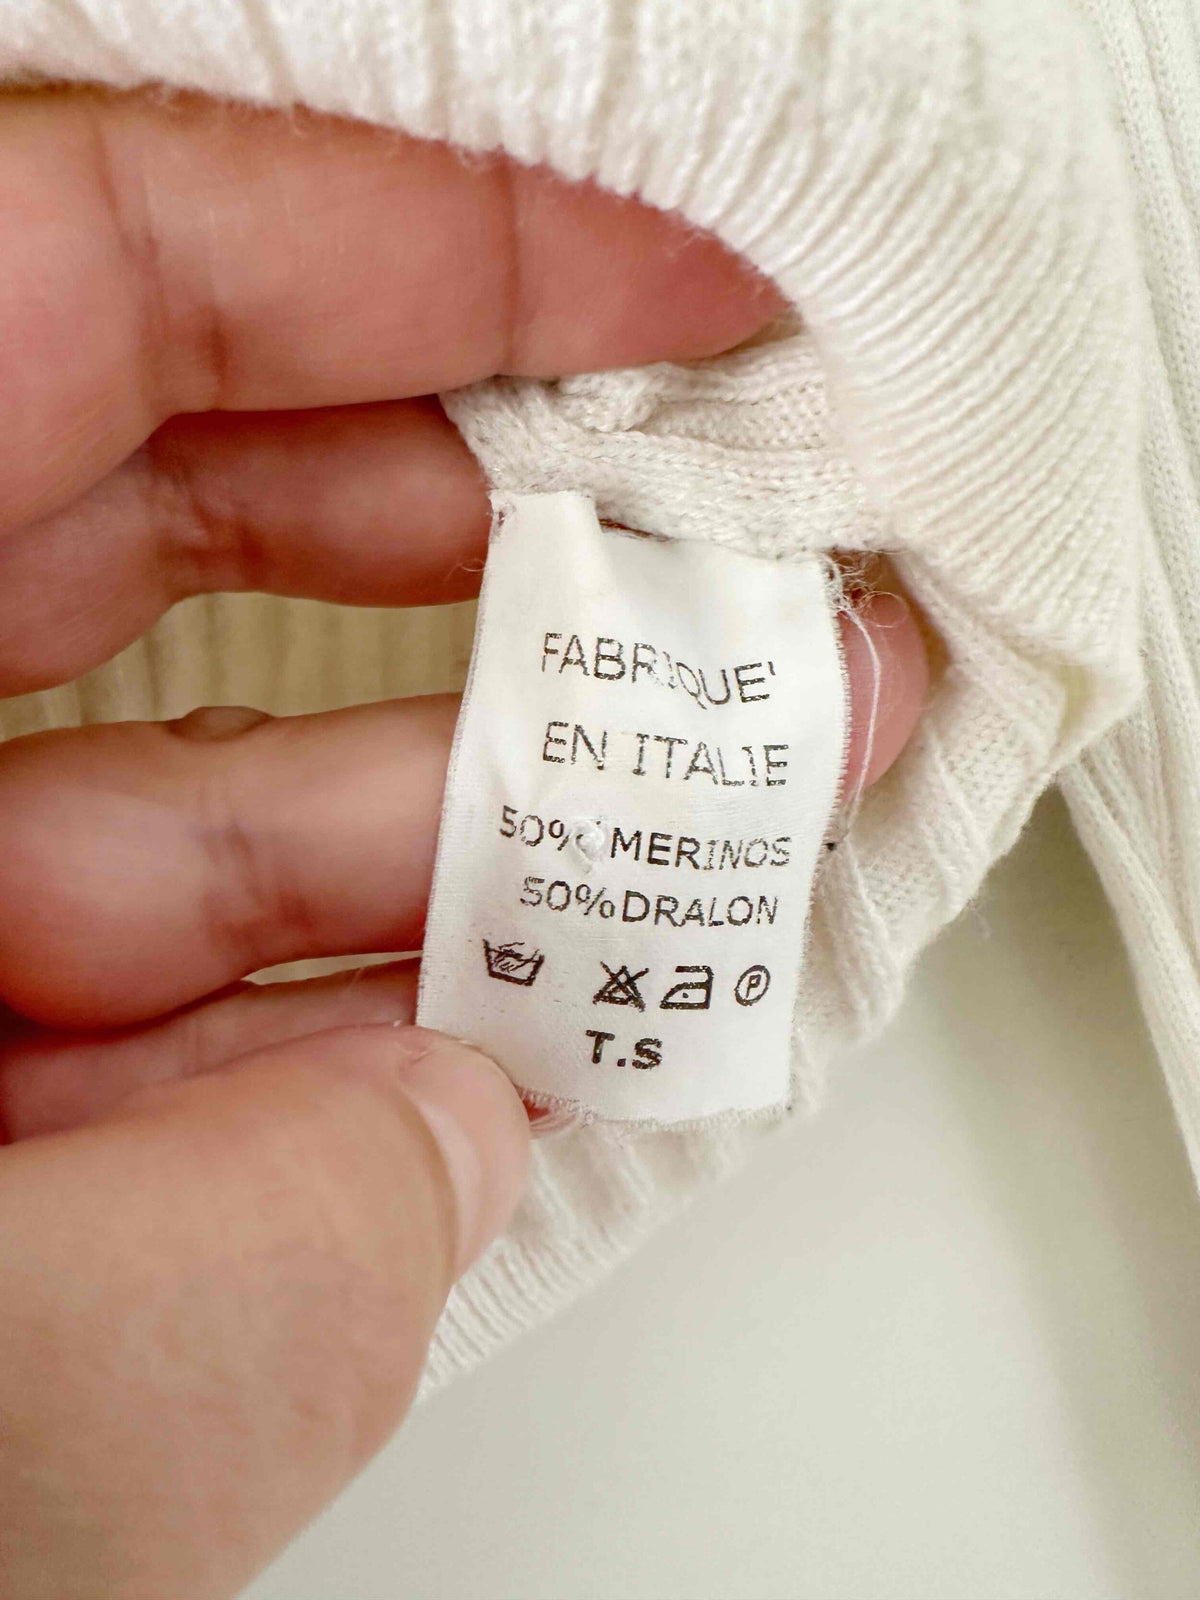 FABRIQUE'
EN ITALIE
50% MERINOS
50%DRALON
P
T.S